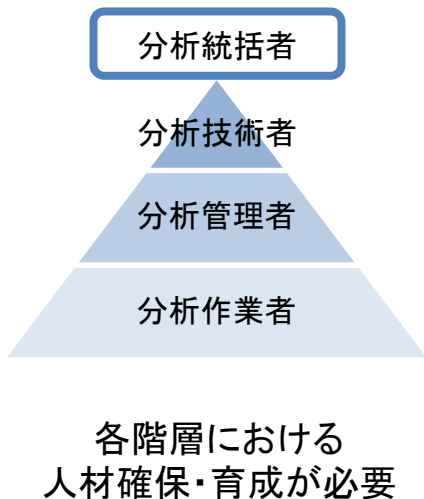 分析統括者
分析技術者
分析管理者
分析作業者
各階層における
人材確保・育成が必要